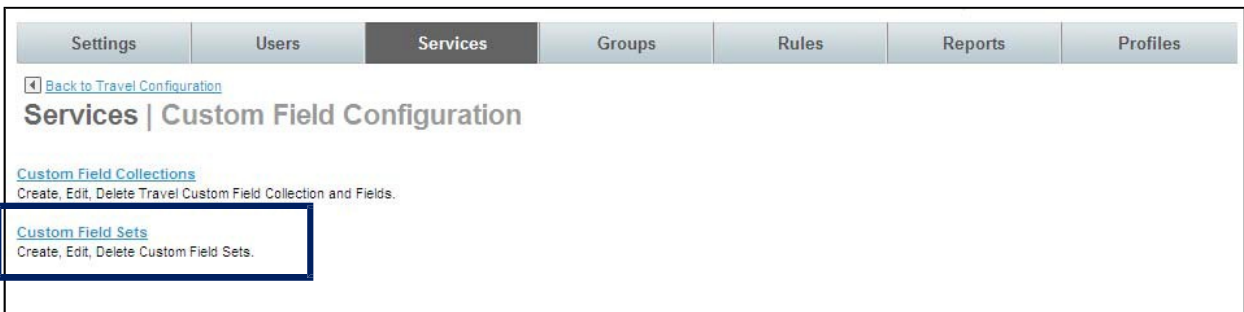 Settings Users Services Groups Rules Reports Profiles
Back to Travel Configuration
Services | Custom Field Configuration
Custom Field Collections
Create, Edit, Delete Travel Custom Field Collection and Fields.
Custom Field Sets
Create, Edit, Delete Custom Field Sets.